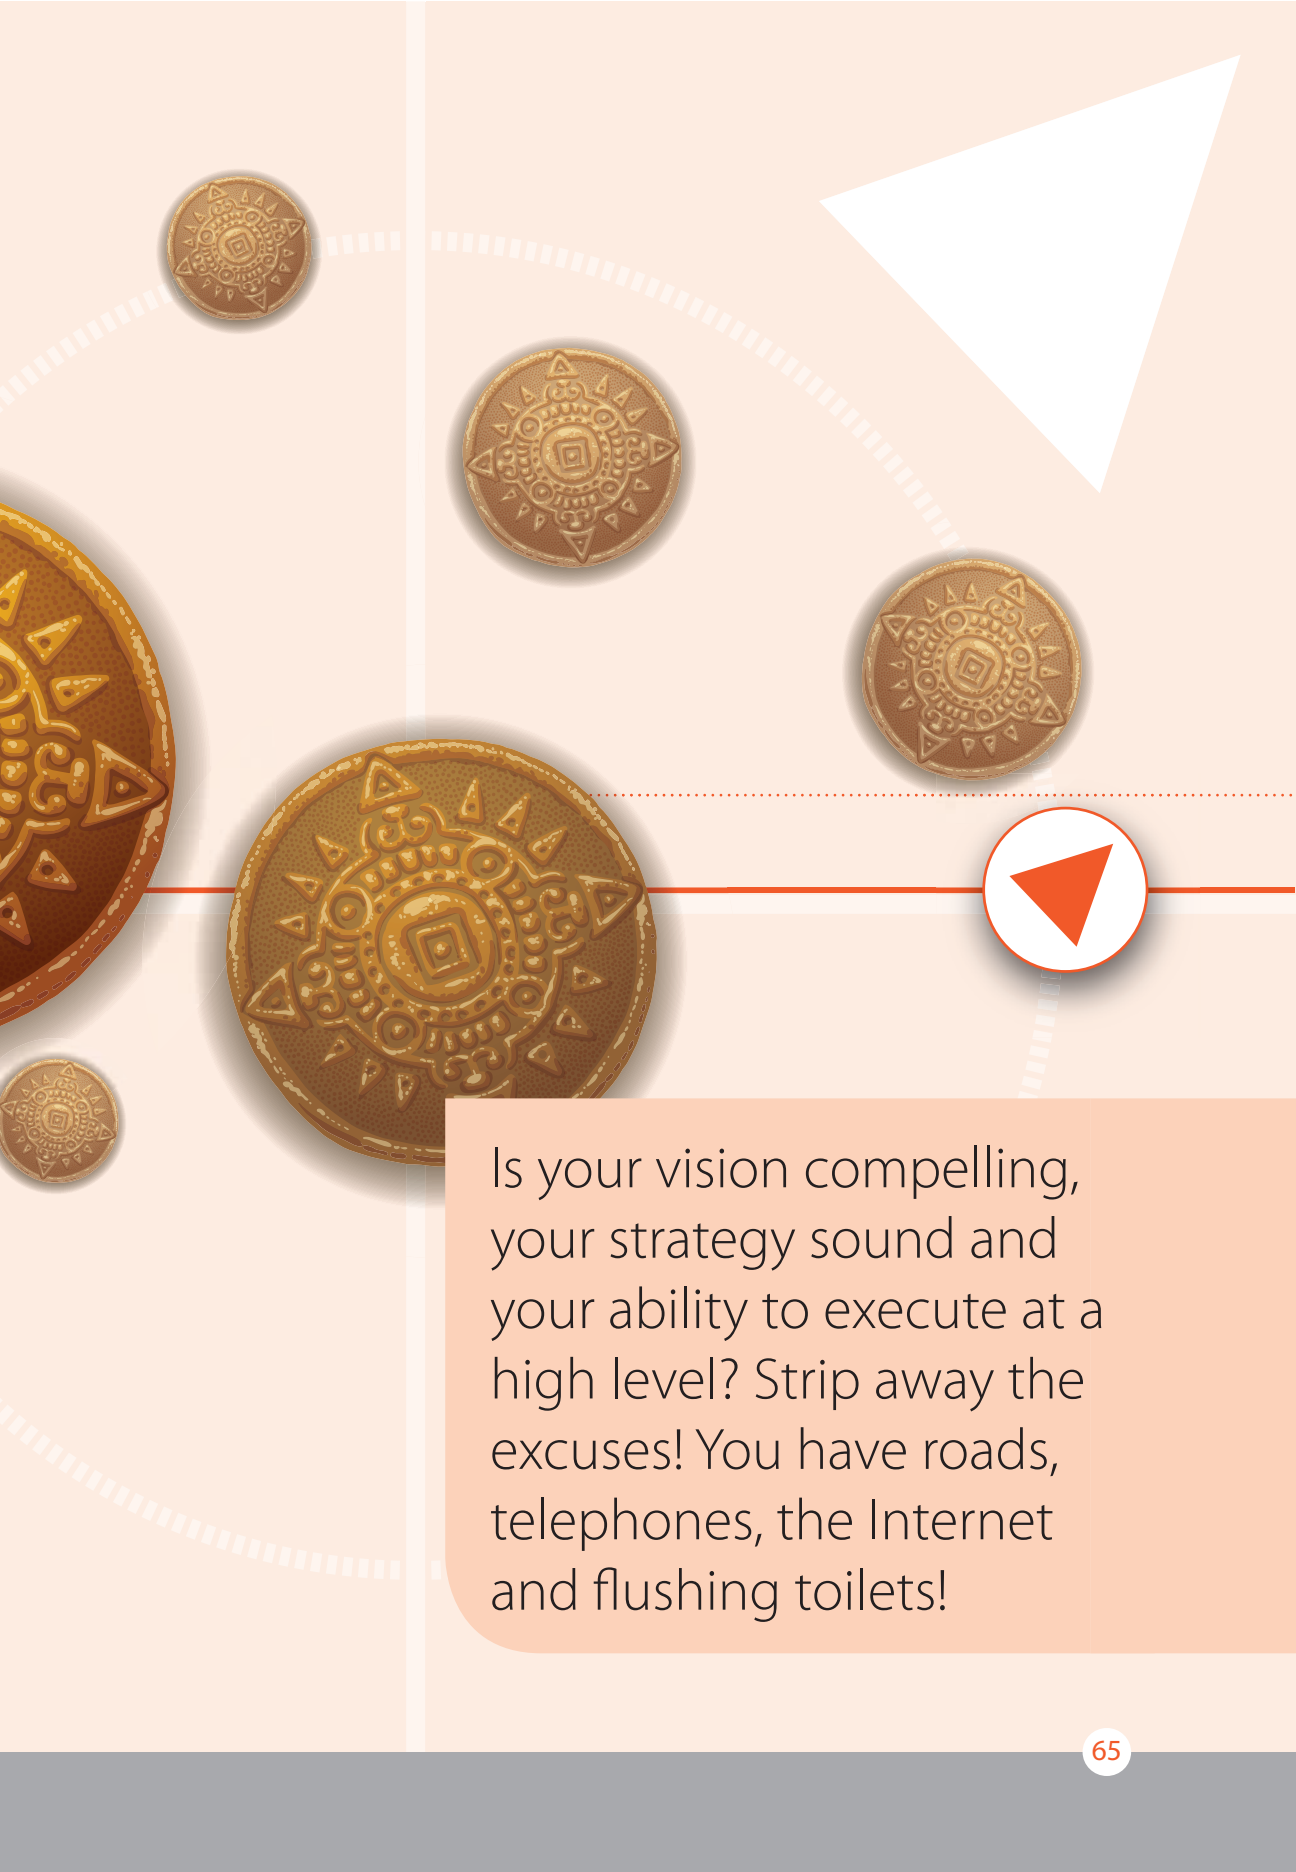 Is your vision compelling,
your strategy sound and
your ability to execute at a
high level? Strip away the
excuses! You have roads,
telephones, the Internet
and flushing toilets!
65